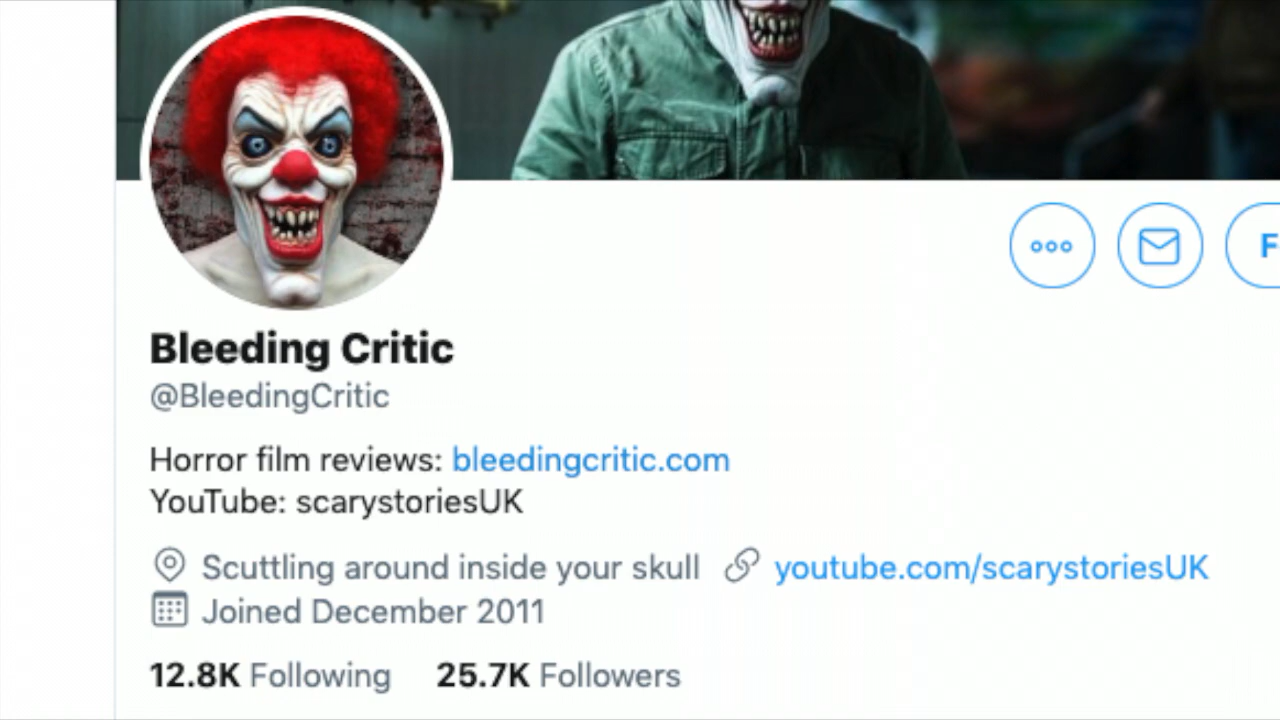 Bleeding Critic
@BleedingCritic
Horror film reviews: bleedingcritic.com
YouTube: scarystoriesUK
Scuttling around inside your skull youtube.com/scarystoriesUK
Joined December 2011
12.8K Following 25.7K Followers